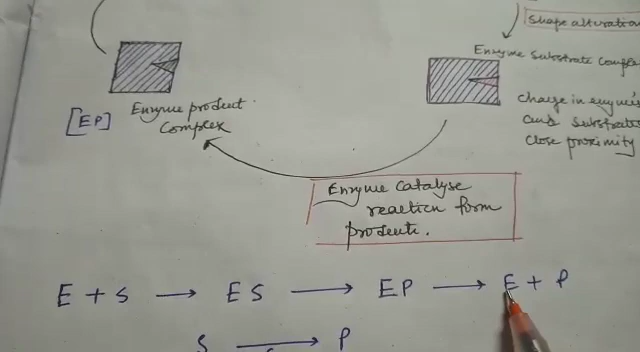 shape alteration
Enzyme substrate comple
Enzyme product
complex
[EP]
change in enzyme's
and substrate
close proximity
Enzyme catalyse
reaction form
product.
E + S → ES → EP → E + P
S → P